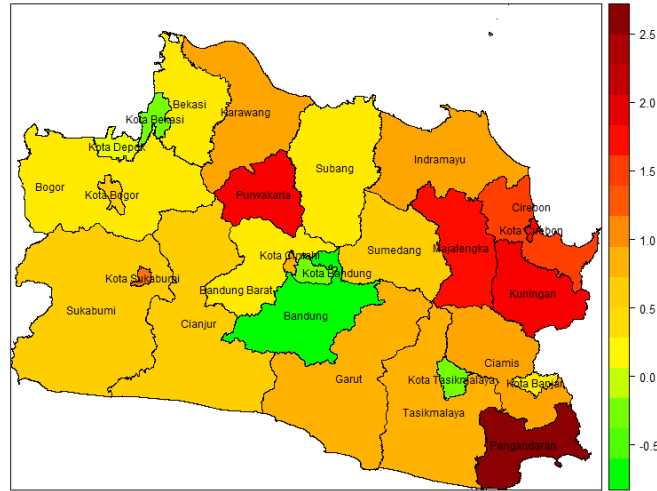 Bekasi
Kota Bekasi
Karawang
Kota Depok
Subang
Indramayu
Bogor
Kota Bogor
Purwakarta
Cirebon
Kota Cirebon
Majalengka
Sumedang
Kota Cimahi
Kota Bandung
Kota Sukabumi
Bandung Barat
Kuningan
Sukabumi
Cianjur
Bandung
Ciamis
Garut
Kota Tasikmalaya
Kota Banjar
Tasikmalaya
Pangandaran
2.5
2.0
1.5
1.0
0.5
0.0
-0.5